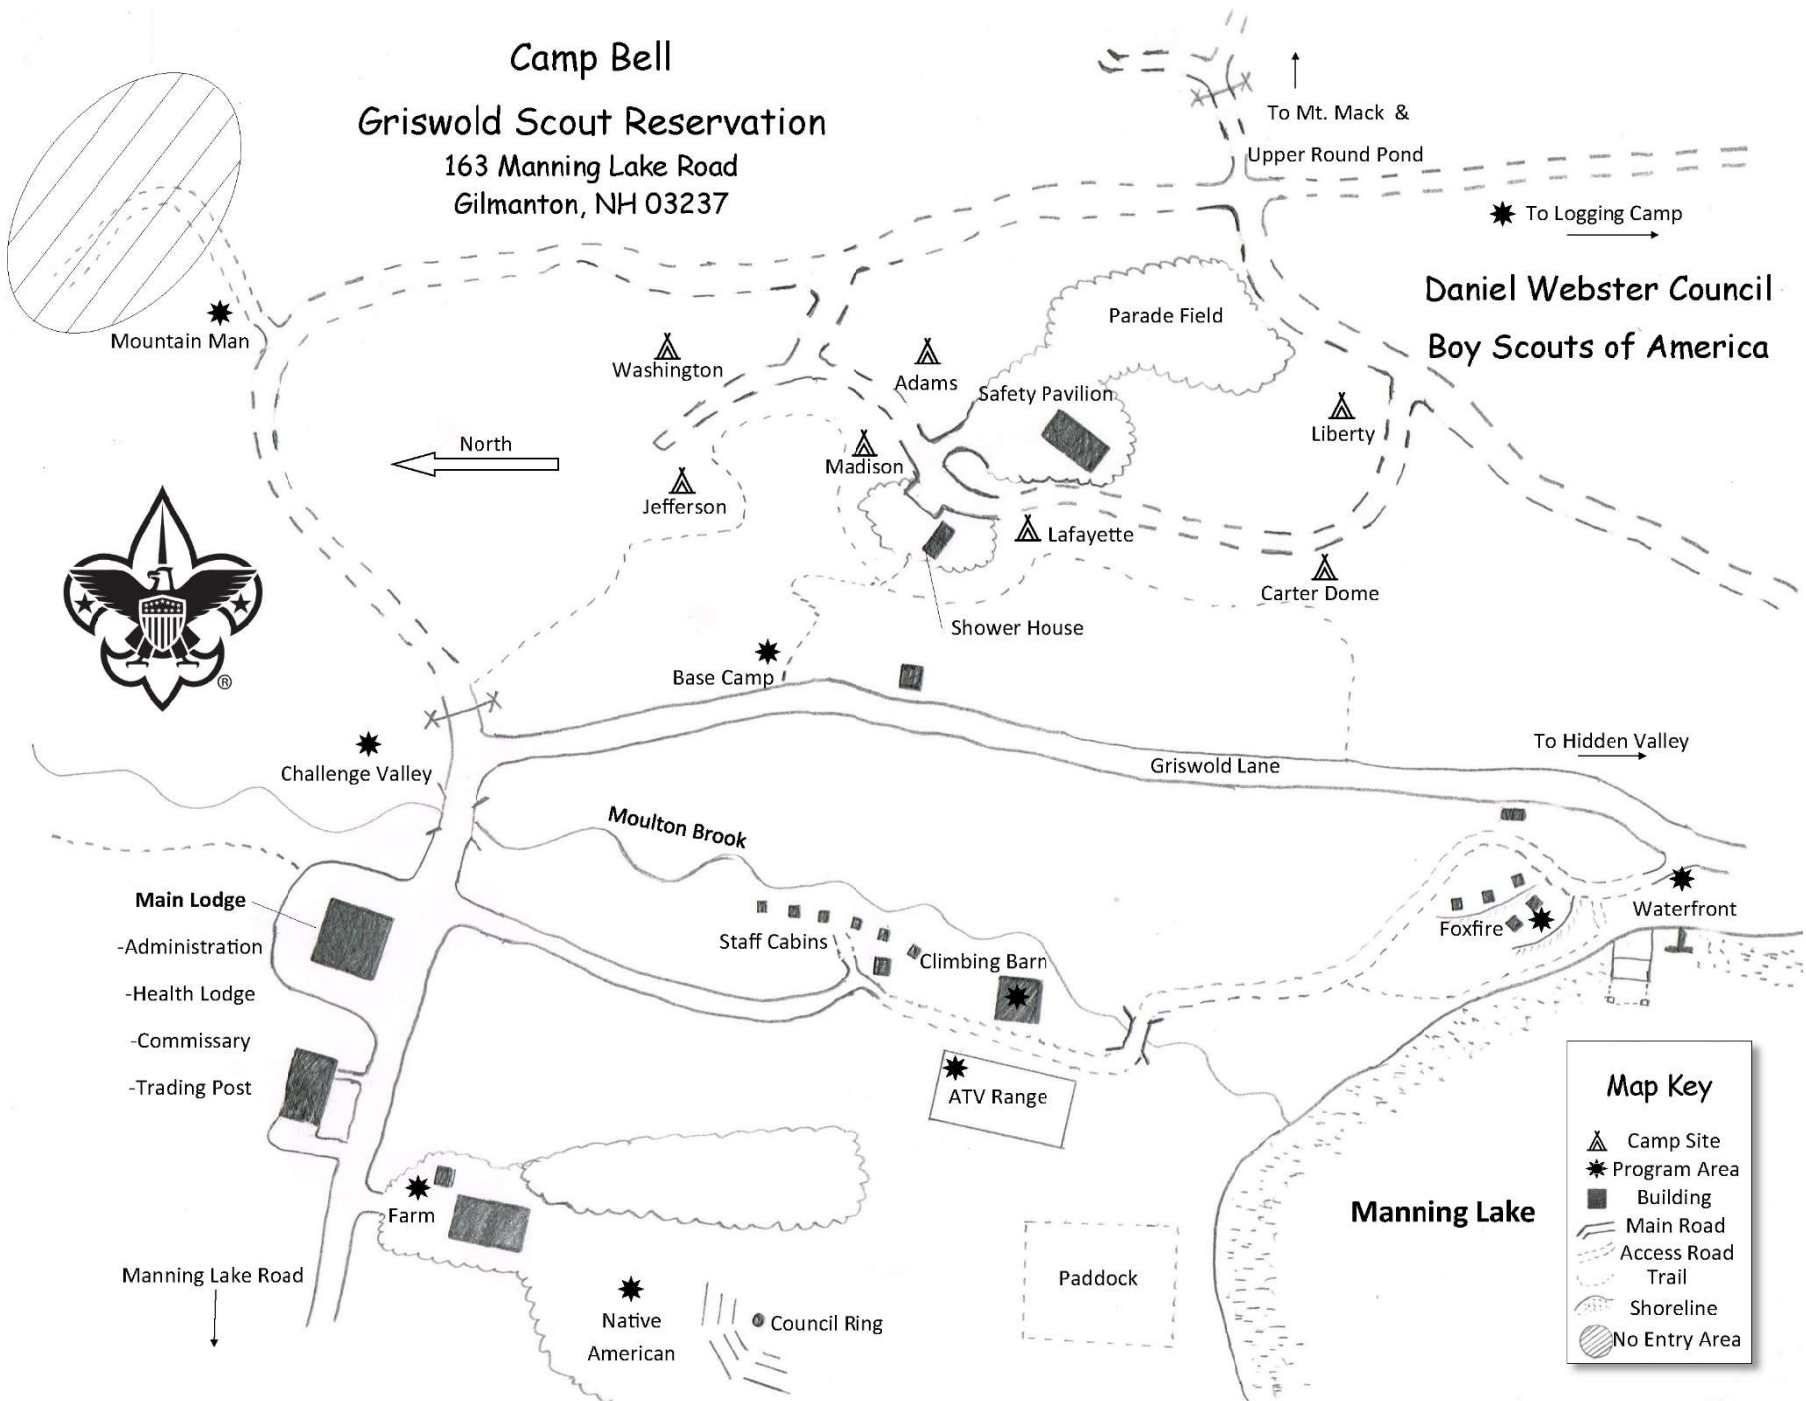 Camp Bell
Griswold Scout Reservation
163 Manning Lake Road
Gilmanton, NH 03237
To Mt. Mack &
Upper Round Pond
To Logging Camp
Daniel Webster Council
Boy Scouts of America
Mountain Man
Parade Field
Washington
Adams
Safety Pavilion
Liberty
North
Madison
Jefferson
Lafayette
Carter Dome
Shower House
Base Camp
®
To Hidden Valley
Challenge Valley
Griswold Lane
Moulton Brook
Main Lodge
-Administration
-Health Lodge
-Commissary
-Trading Post
Staff Cabins
Climbing Barn
Foxfire
Waterfront
ATV Range
Farm
Manning Lake Road
Native
American
Council Ring
Paddock
Manning Lake
Map Key
Camp Site
Program Area
Building
Main Road
Access Road
Trail
Shoreline
No Entry Area